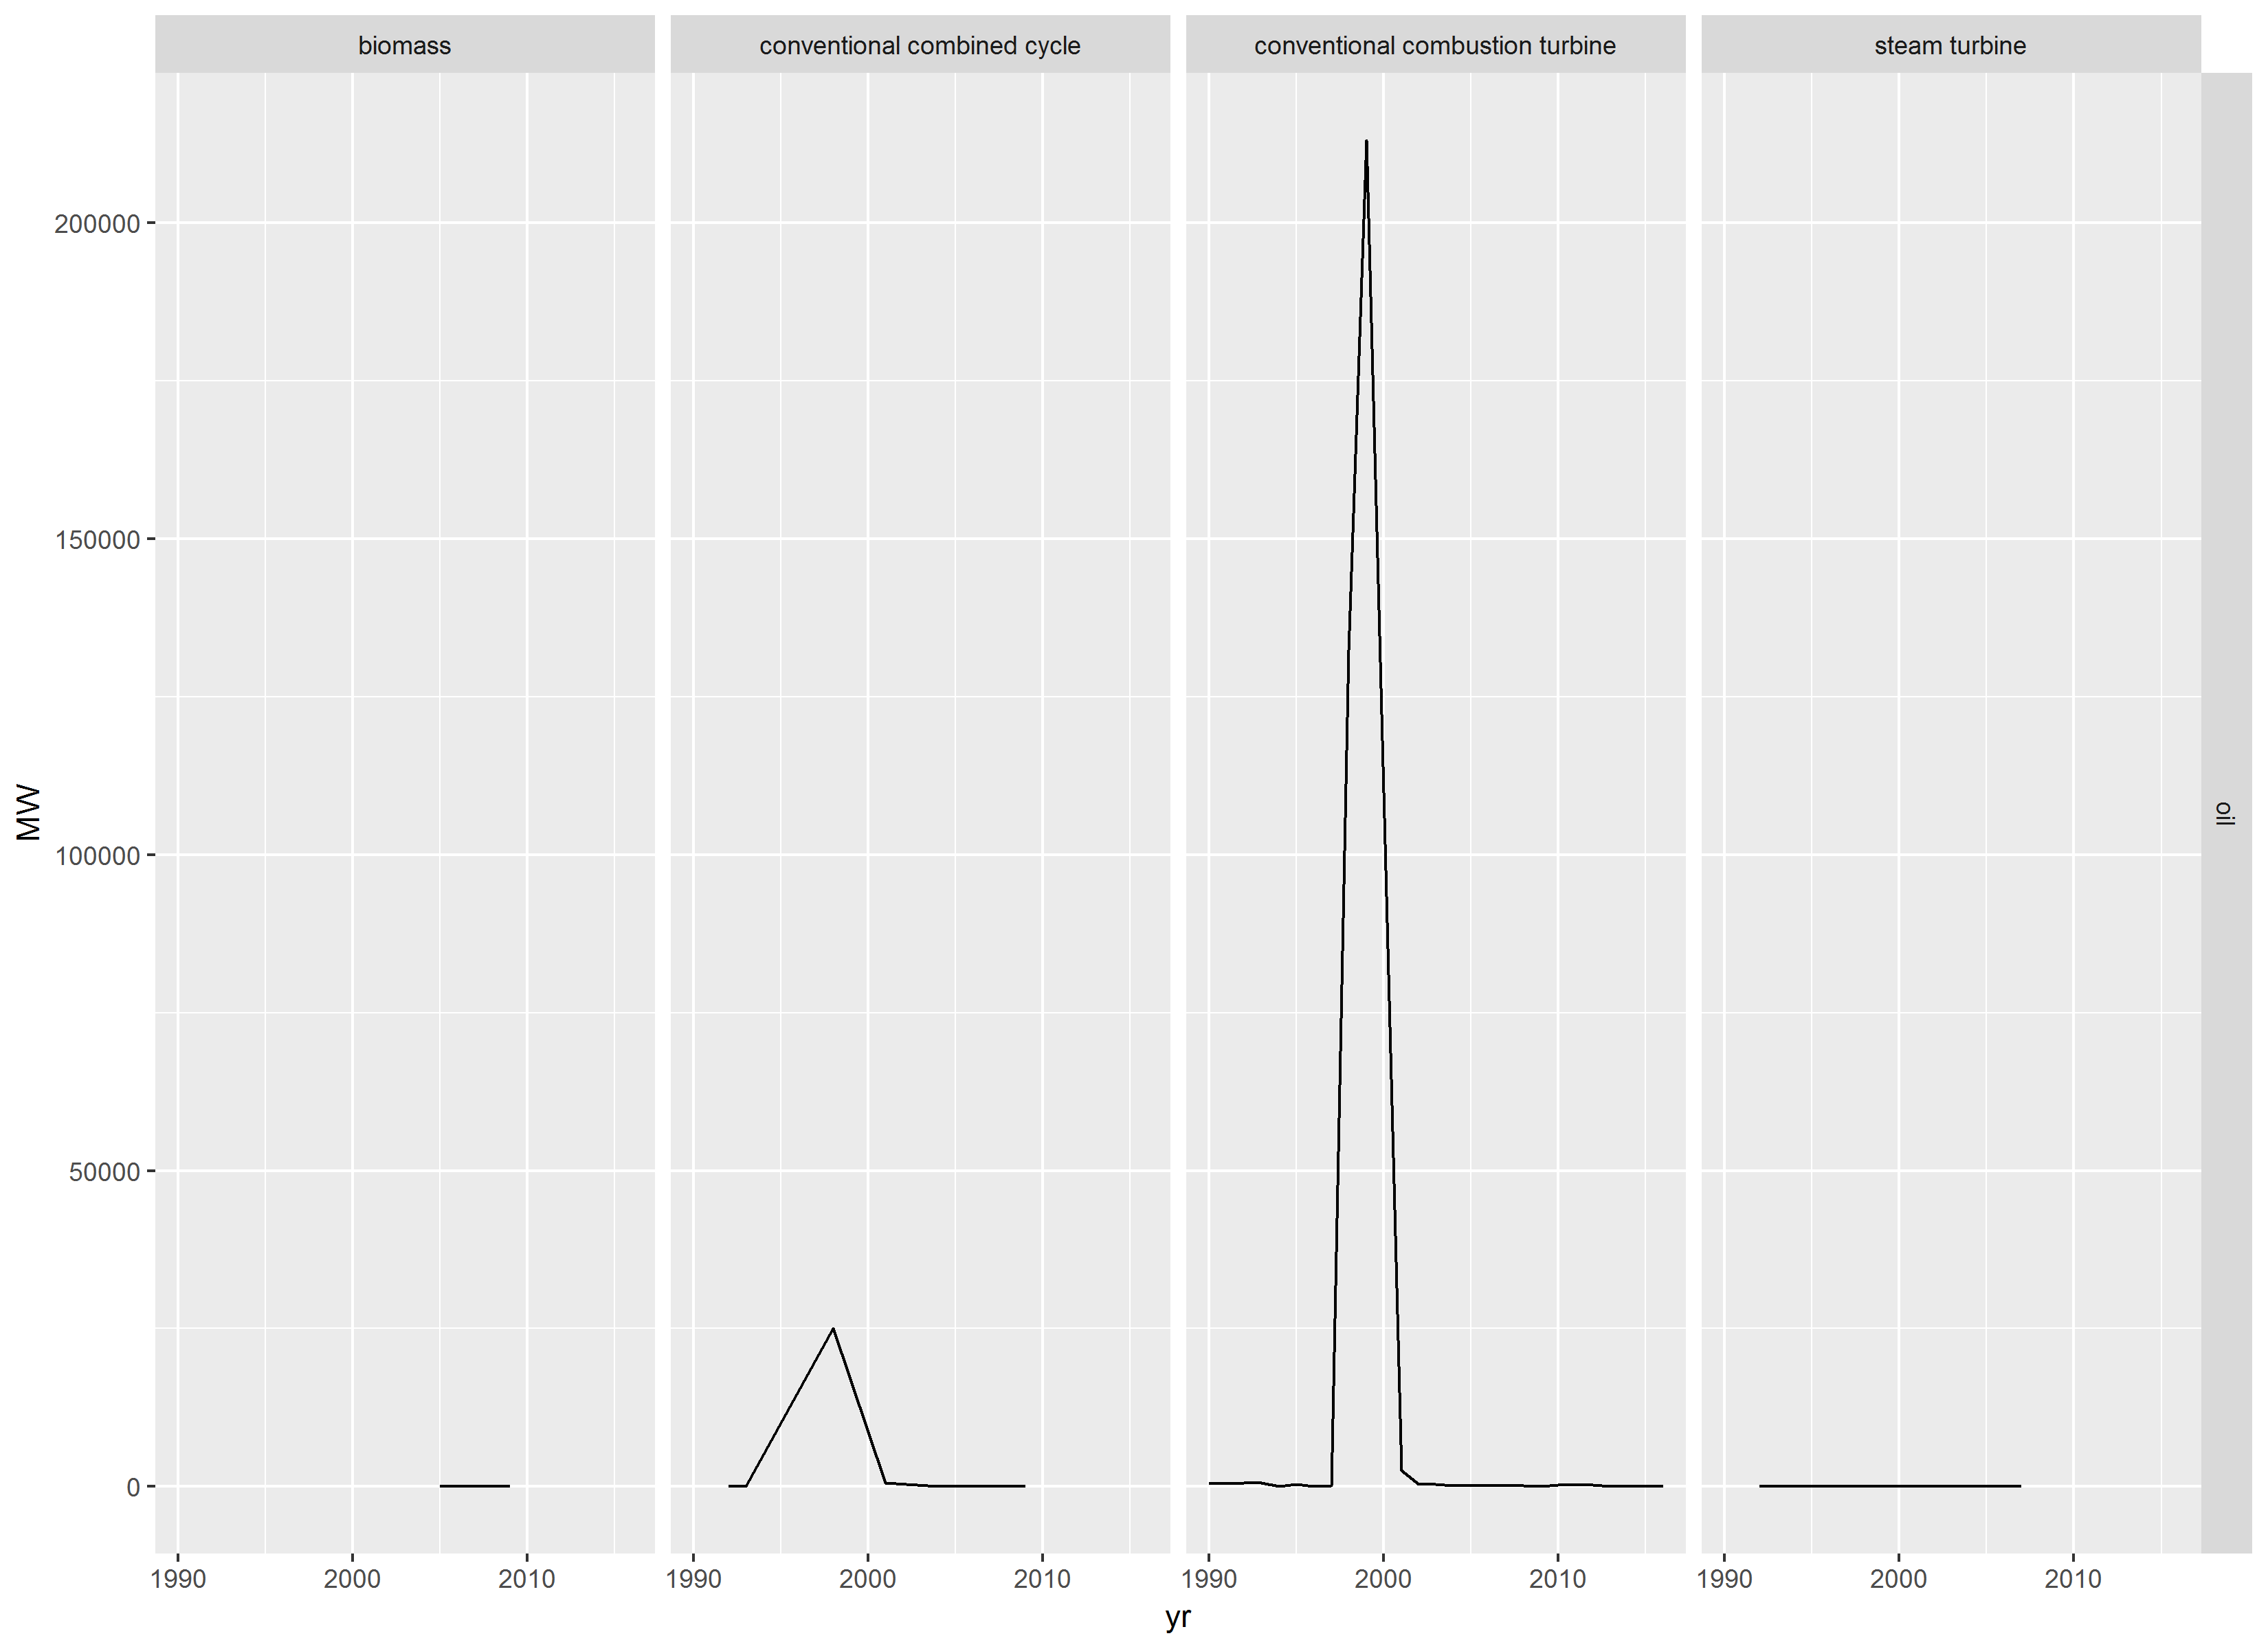 biomass
conventional combined cycle
conventional combustion turbine
steam turbine
200000
150000
100000
50000
0
MW
oil
1990 2000 2010
1990 2000 2010
1990 2000 2010
1990 2000 2010
yr